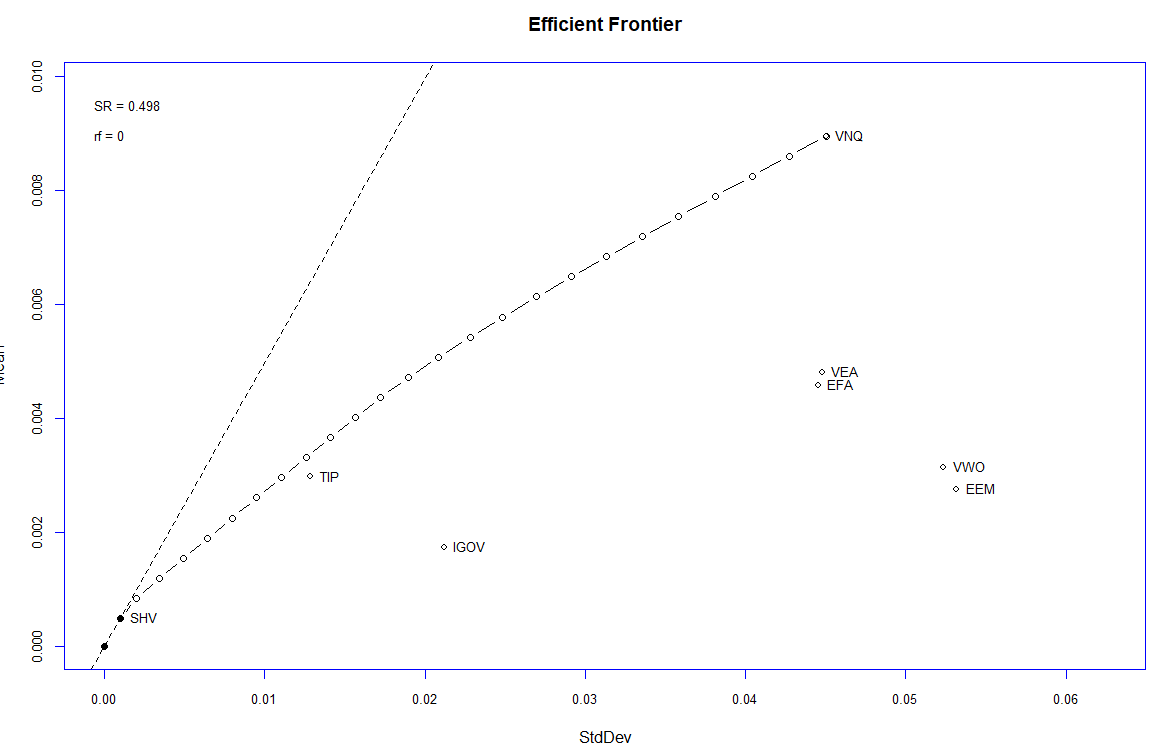 Efficient Frontier
0.010
SR = 0.498
rf = 0
VNQ
0.008
0.006
VEA
EFA
0.004
VWO
TIP
EEM
IGOV
0.002
SHV
0.000
0.00 0.01 0.02 0.03 0.04 0.05 0.06
StdDev